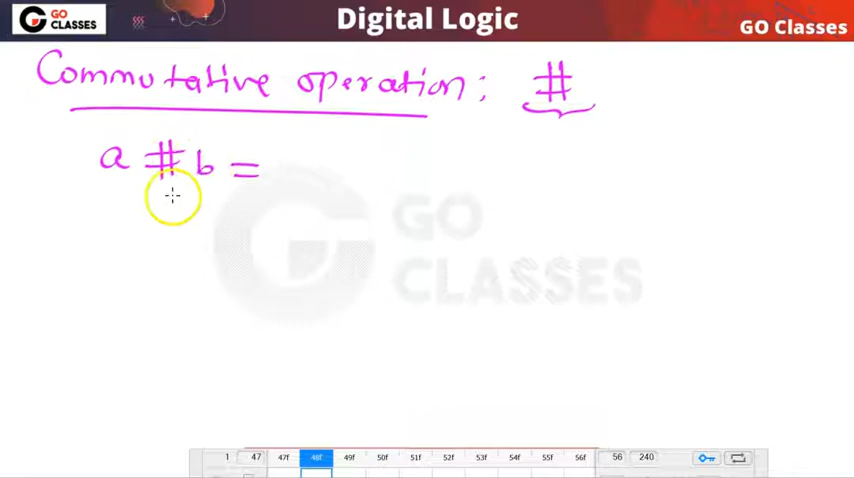 GO CLASSES
Digital Logic
GO Classes
Commutative operation: #
a # b =
GO
CLASSES
1 47 47f 48f 49f 50f 51f 52f 53f 54f 55f 56f 56 240